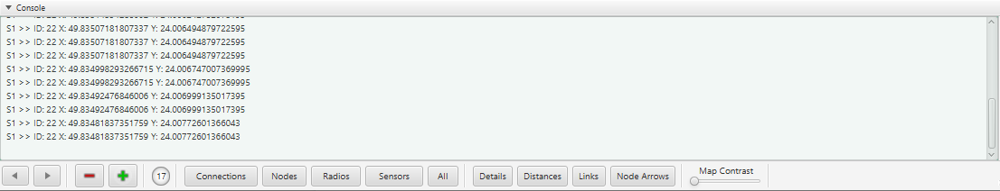 Console
S1 >> ID: 22 X: 49.83507181807337 Y: 24.006494879722595
S1 >> ID: 22 X: 49.83507181807337 Y: 24.006494879722595
S1 >> ID: 22 X: 49.83507181807337 Y: 24.006494879722595
S1 >> ID: 22 X: 49.834998293266715 Y: 24.006747007369995
S1 >> ID: 22 X: 49.834998293266715 Y: 24.006747007369995
S1 >> ID: 22 X: 49.83492476846006 Y: 24.006999135017395
S1 >> ID: 22 X: 49.83492476846006 Y: 24.006999135017395
S1 >> ID: 22 X: 49.83481837351759 Y: 24.00772601366043
S1 >> ID: 22 X: 49.83481837351759 Y: 24.00772601366043
17 Connections Nodes Radios Sensors All Details Distances Links Node Arrows Map Contrast